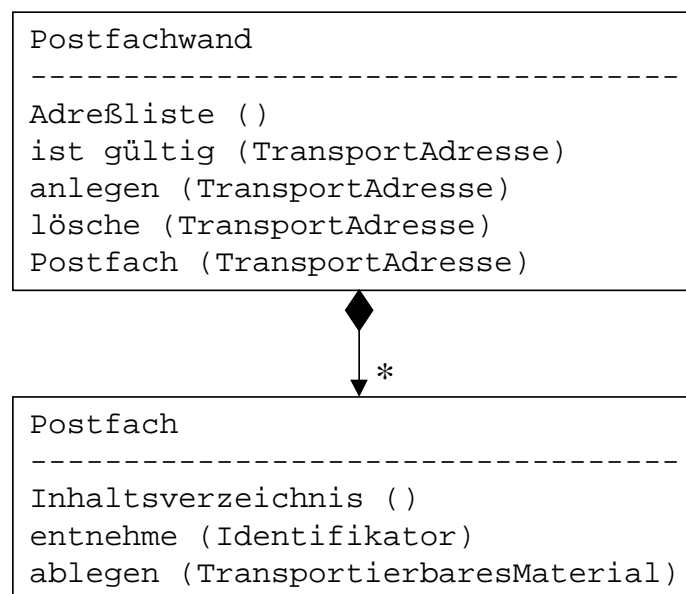 Postfachwand
-----------------------------------
Adreßliste ()
ist gültig (TransportAdresse)
anlegen (TransportAdresse)
lösche (TransportAdresse)
Postfach (TransportAdresse)
*
Postfach
-----------------------------------
Inhaltsverzeichnis ()
entnehme (Identifikator)
ablegen (TransportierbaresMaterial)